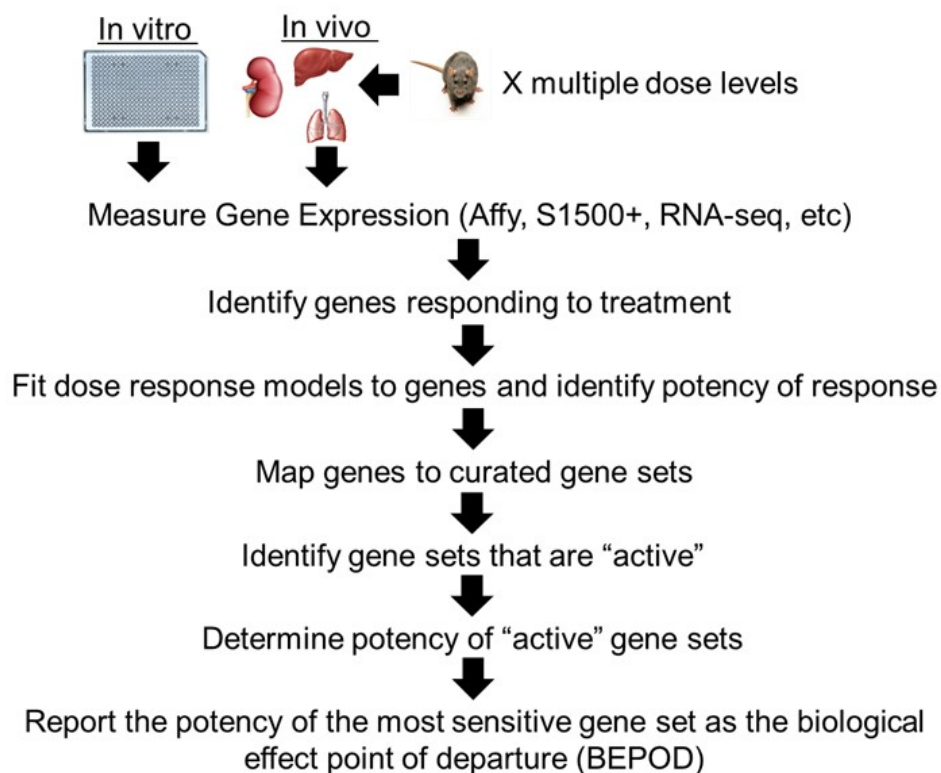 In vitro
In vivo
X multiple dose levels
Measure Gene Expression (Affy, S1500+, RNA-seq, etc)
Identify genes responding to treatment
Fit dose response models to genes and identify potency of response
Map genes to curated gene sets
Identify gene sets that are “active”
Determine potency of “active” gene sets
Report the potency of the most sensitive gene set as the biological
effect point of departure (BEPOD)